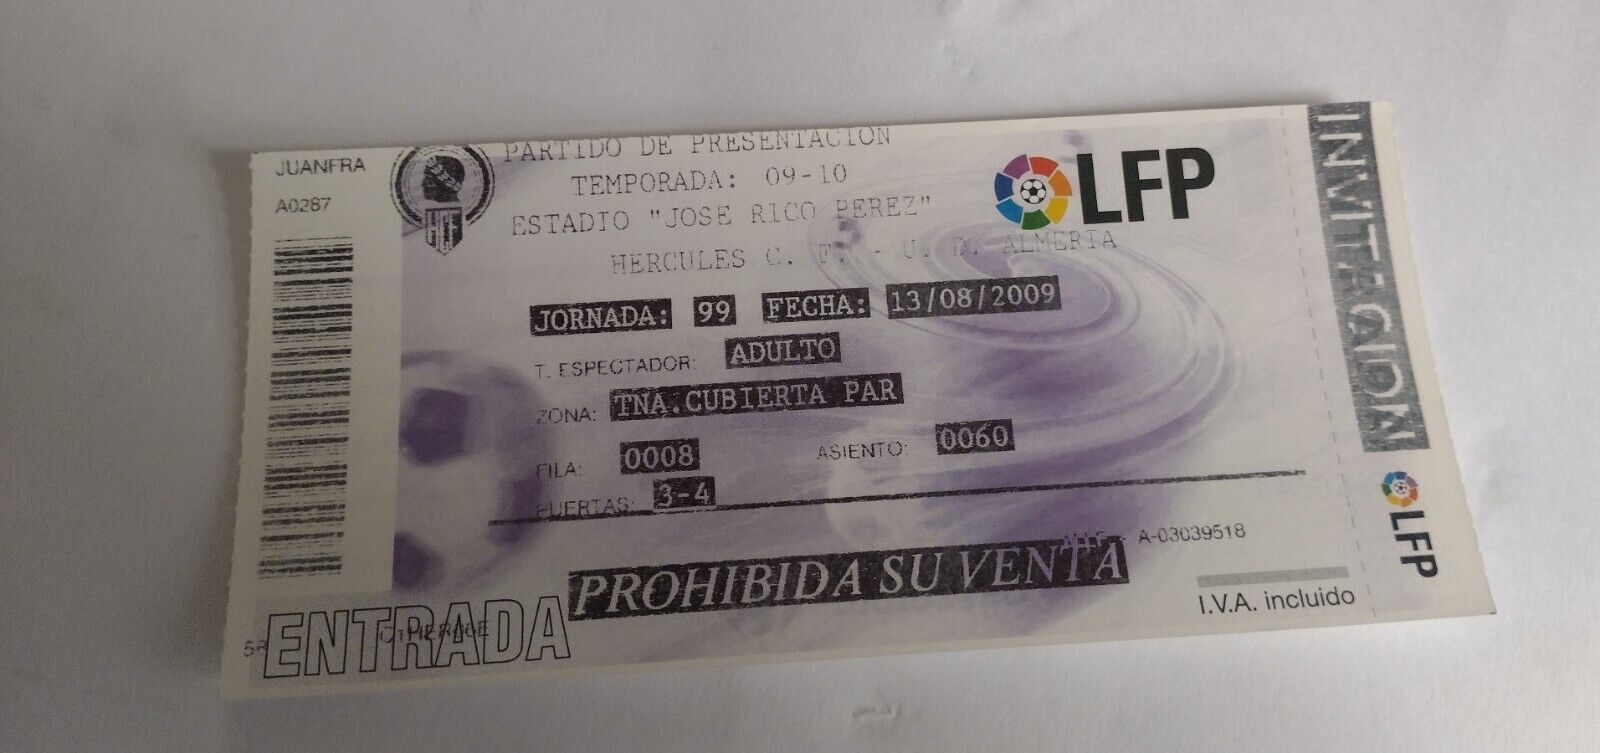 JUANFRA
A0287
HCF
PARTIDO DE PRESENTACION
TEMPORADA: 09-10
ESTADIO "JOSE RICO PEREZ"
HERCULES C. F. - U. D. ALMERIA
LFP
JORNADA: 99 FECHA: 13/08/2009
T. ESPECTADOR: ADULTO
ZONA: TNA.CUBIERTA PAR
FILA: 0008 ASIENTO: 0060
PUERTAS: 3-4
A-03039518
PROHIBIDA SU VENTA
I.V.A. incluido
ENTRADA
INVITACION
LFP